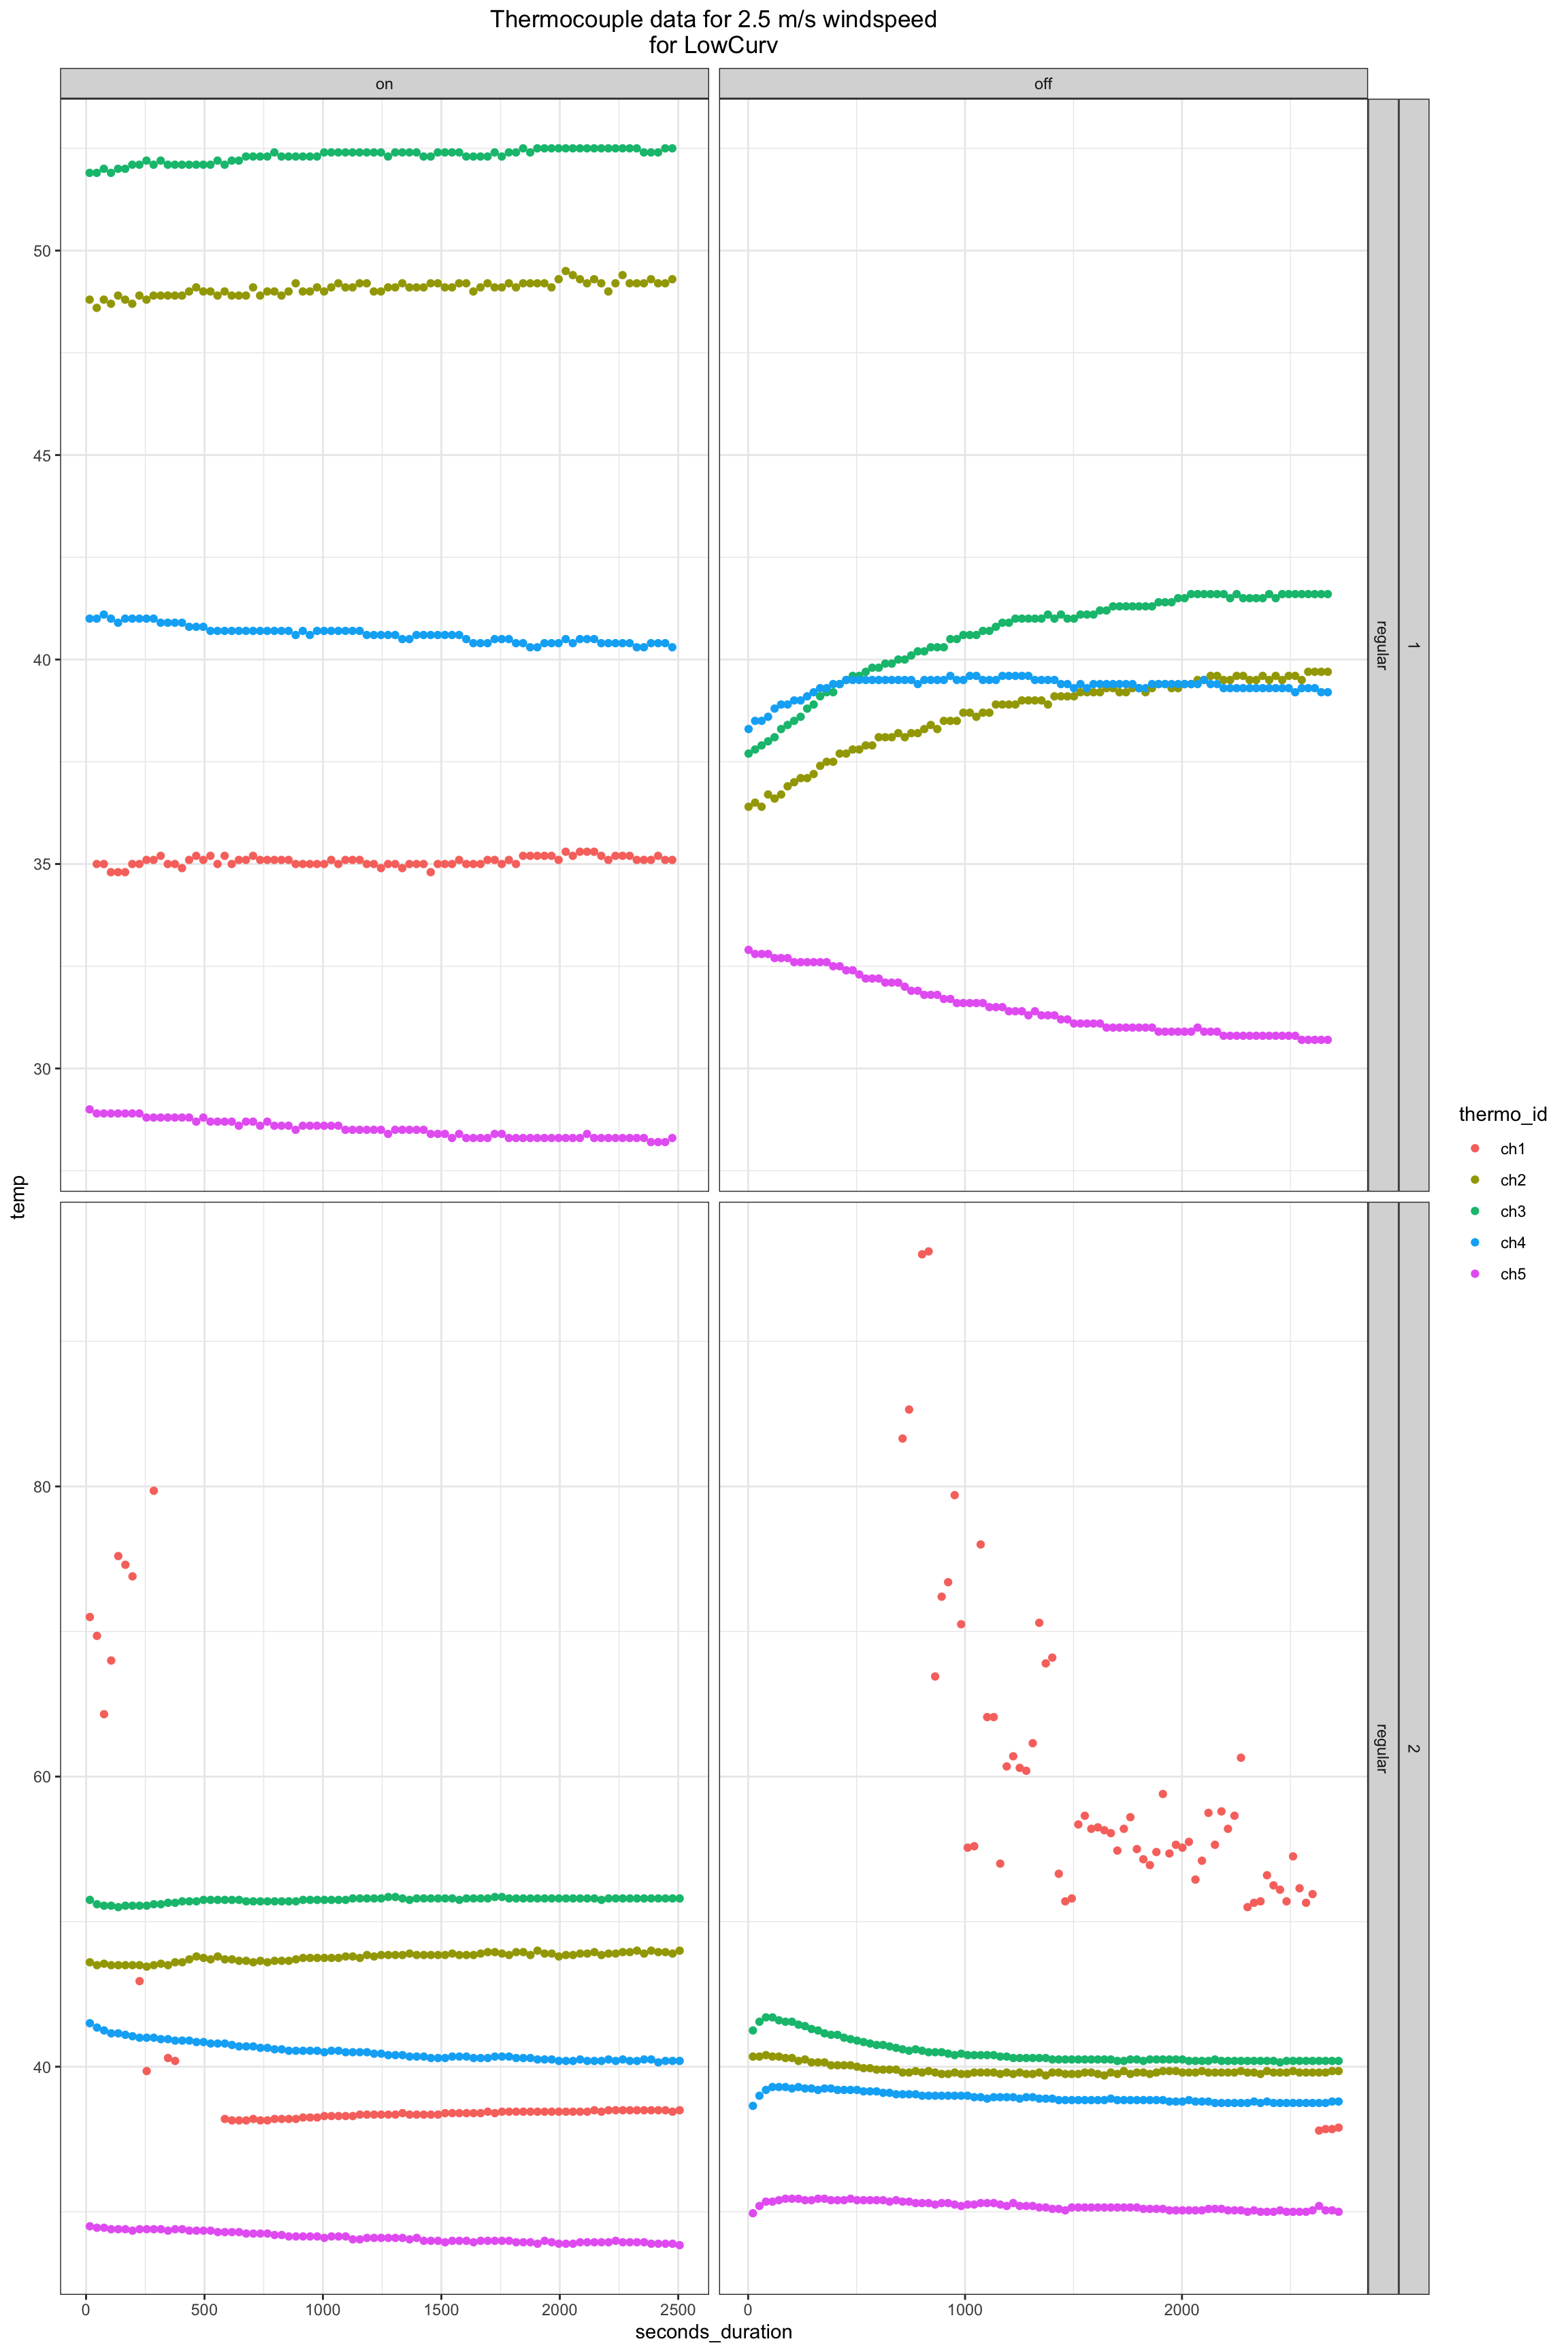 Thermocouple data for 2.5 m/s windspeed
for LowCurv
on
off
50
45
40
35
30
regular
1
temp
80
60
40
regular
2
0
500
1000
1500
2000
2500
0
1000
2000
seconds_duration
thermo_id
ch1
ch2
ch3
ch4
ch5